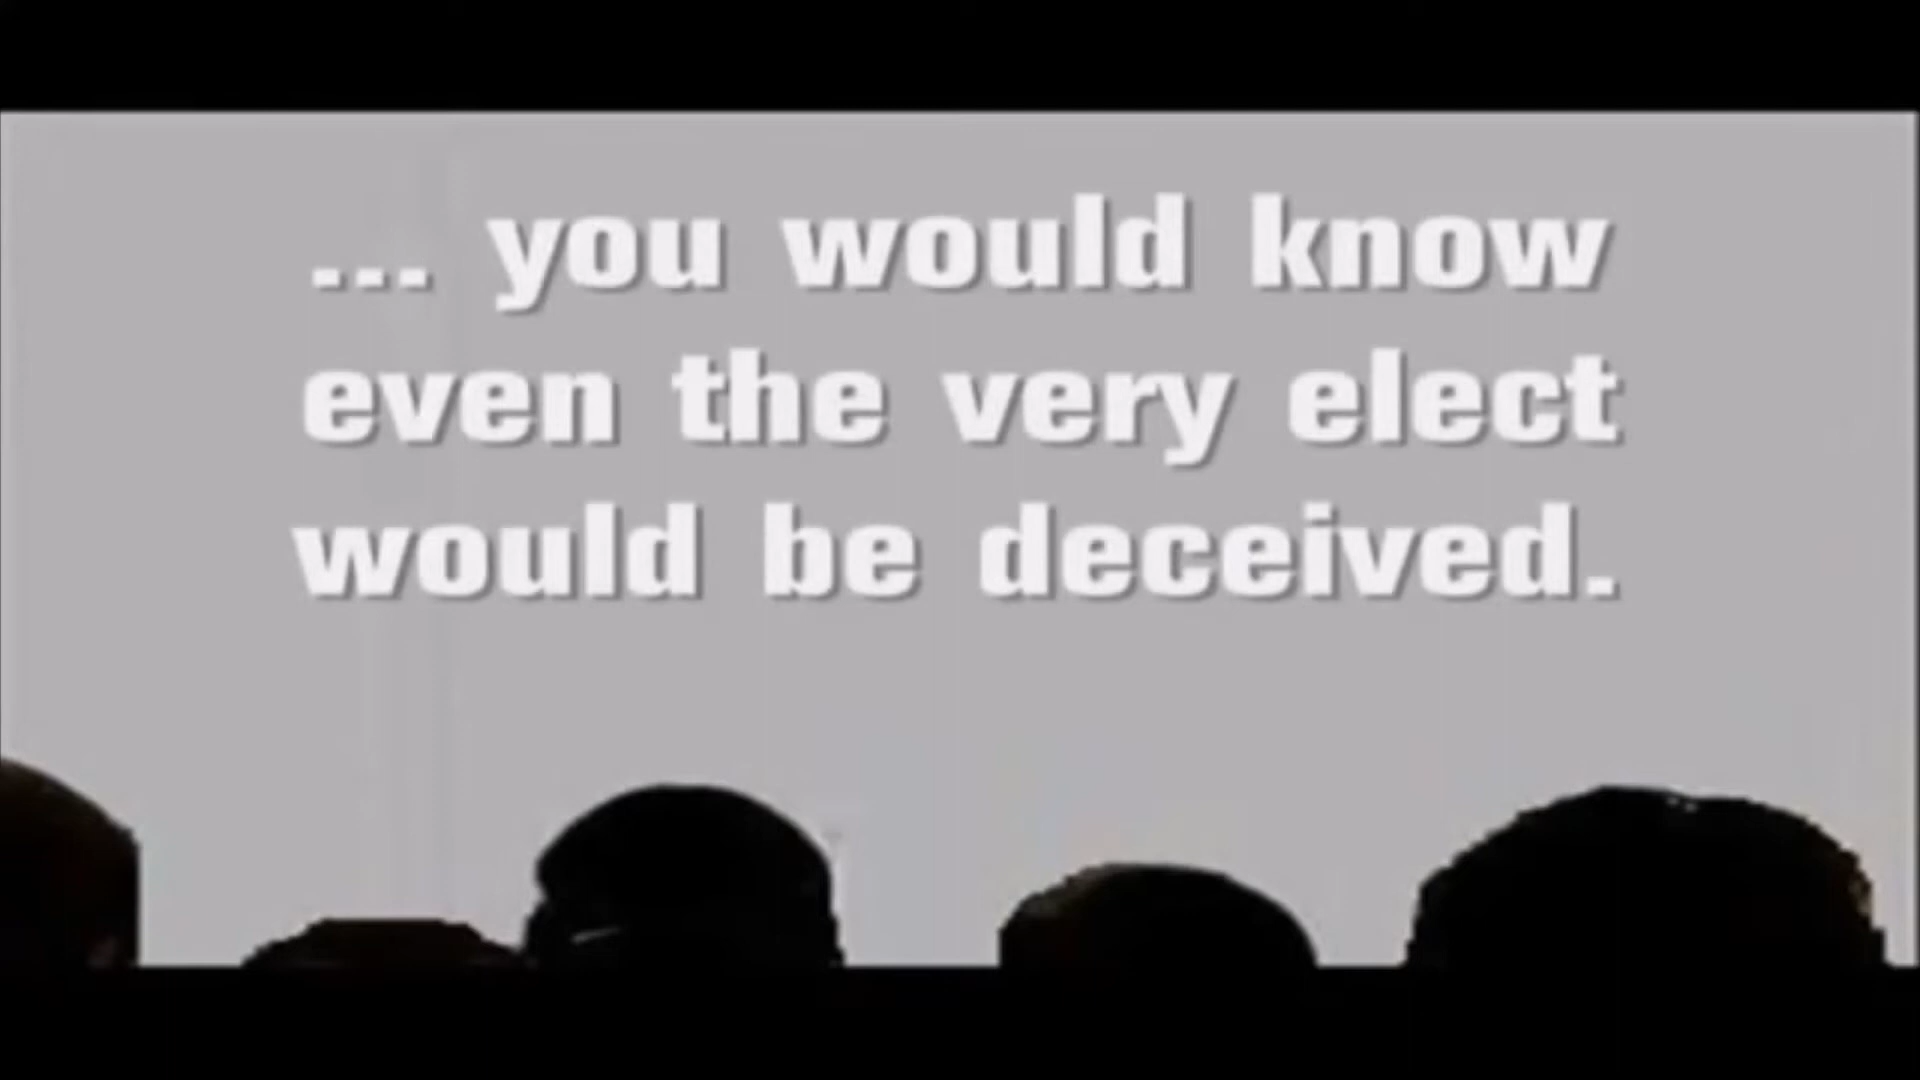 ... you would know
even the very elect
would be deceived.